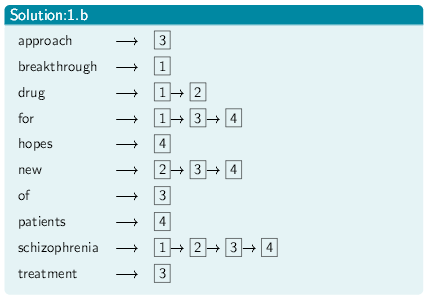 Solution:1.b
approach ⟶ 3
breakthrough ⟶ 1
drug ⟶ 1 → 2
for ⟶ 1 → 3 → 4
hopes ⟶ 4
new ⟶ 2 → 3 → 4
of ⟶ 3
patients ⟶ 4
schizophrenia ⟶ 1 → 2 → 3 → 4
treatment ⟶ 3